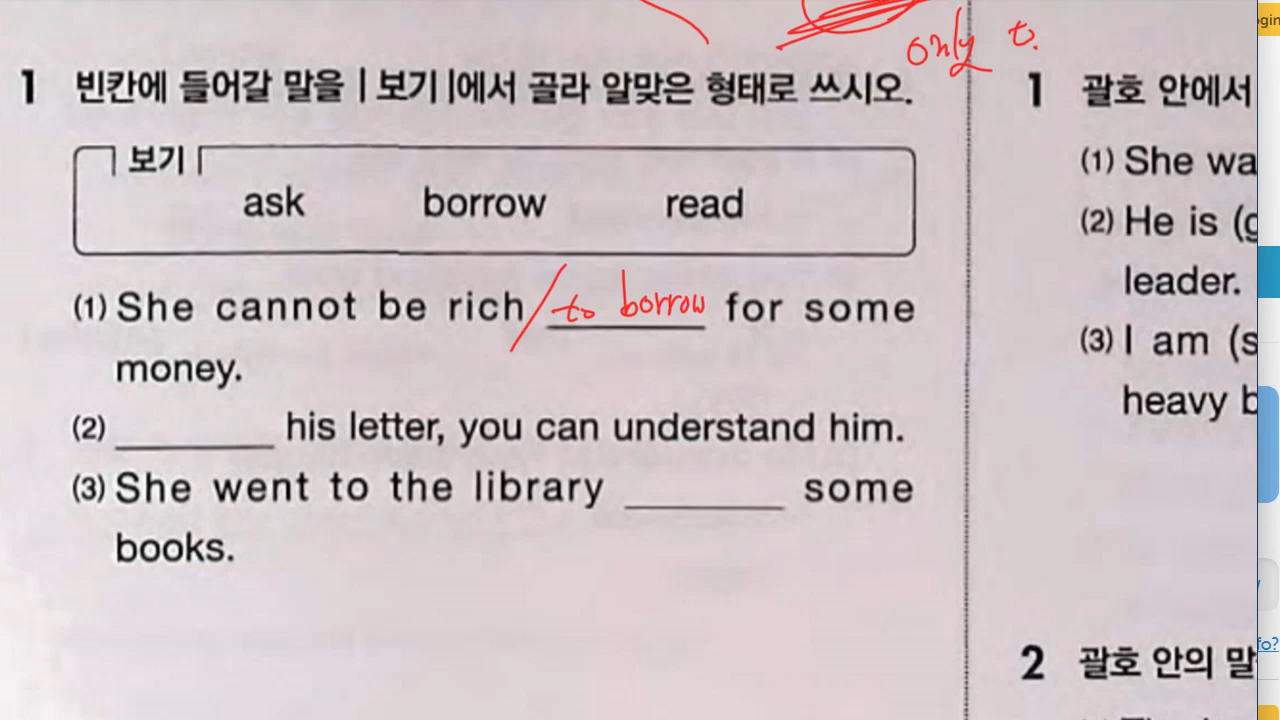 only to
1 빈칸에 들어갈 말을 | 보기 |에서 골라 알맞은 형태로 쓰시오.
| 보기 |
ask borrow read
(1) She cannot be rich / to borrow for some
money.
(2) ________ his letter, you can understand him.
(3) She went to the library ________ some
books.
1 괄호 안에서
(1) She wa
(2) He is (g
leader.
(3) I am (s
heavy b
2 괄호 안의 말
gin
fo?